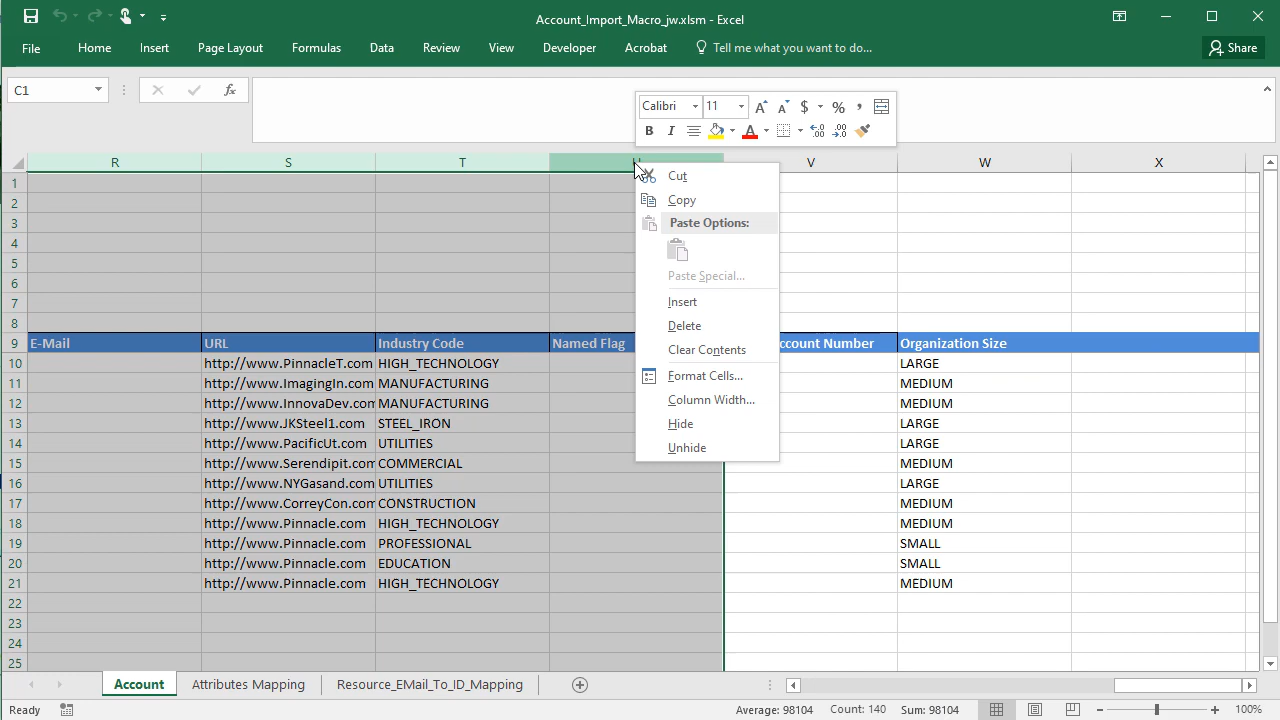 Account_Import_Macro_jw.xlsm - Excel
File Home Insert Page Layout Formulas Data Review View Developer Acrobat Tell me what you want to do... Share
C1 fx
Calibri 11 $ % ,
B I A
R S T V W X
Cut
Copy
Paste Options:
Paste Special...
Insert
Delete
Clear Contents
Format Cells...
Column Width...
Hide
Unhide
1
2
3
4
5
6
7
8
9 E-Mail URL Industry Code Named Flag ccount Number Organization Size
10 http://www.PinnacleT.com HIGH_TECHNOLOGY LARGE
11 http://www.ImagingIn.com MANUFACTURING MEDIUM
12 http://www.InnovaDev.com MANUFACTURING MEDIUM
13 http://www.JKSteel1.com STEEL_IRON LARGE
14 http://www.PacificUt.com UTILITIES LARGE
15 http://www.Serendipit.com COMMERCIAL MEDIUM
16 http://www.NYGasand.com UTILITIES LARGE
17 http://www.CorreyCon.com CONSTRUCTION MEDIUM
18 http://www.Pinnacle.com HIGH_TECHNOLOGY MEDIUM
19 http://www.Pinnacle.com PROFESSIONAL SMALL
20 http://www.Pinnacle.com EDUCATION SMALL
21 http://www.Pinnacle.com HIGH_TECHNOLOGY MEDIUM
22
23
24
25
Account Attributes Mapping Resource_EMail_To_ID_Mapping
Ready Average: 98104 Count: 140 Sum: 98104 100%